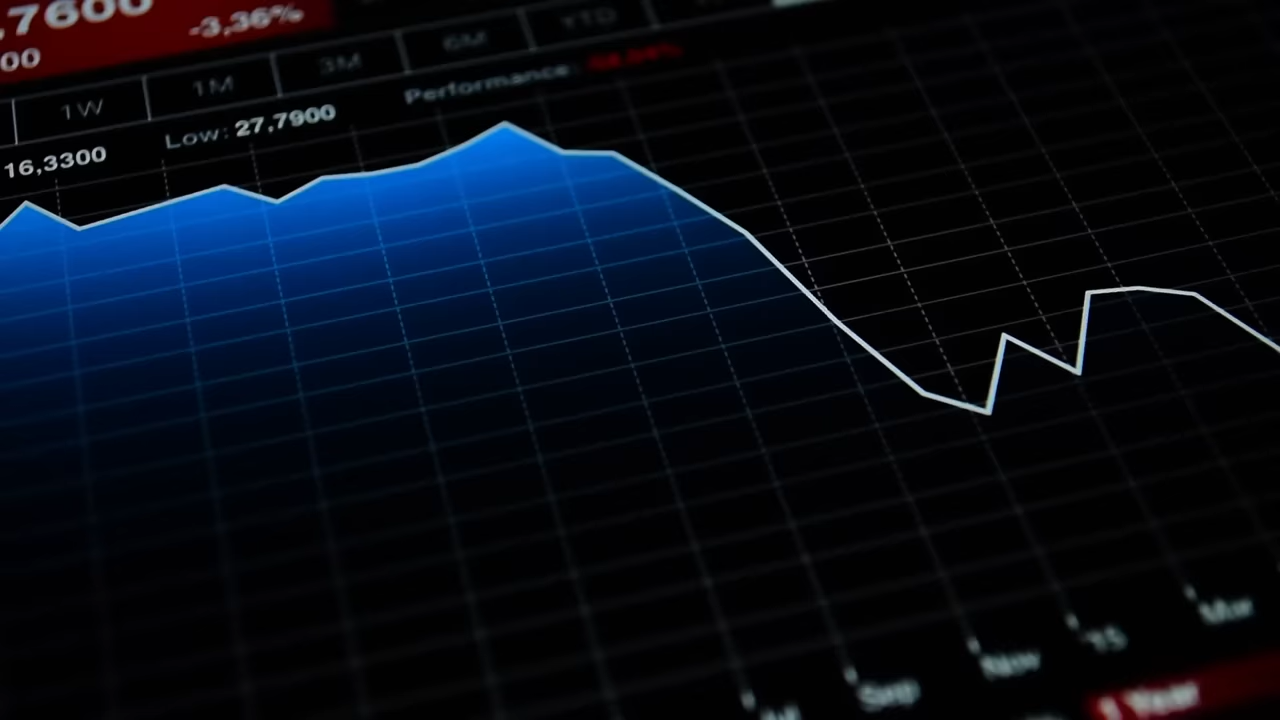 ,7600
-3,36%
00
1W
1M
3M
6M
YTD
16,3300
Low: 27,7900
Performance:
Jul
Sep
Nov
'15
Mar
1 Year